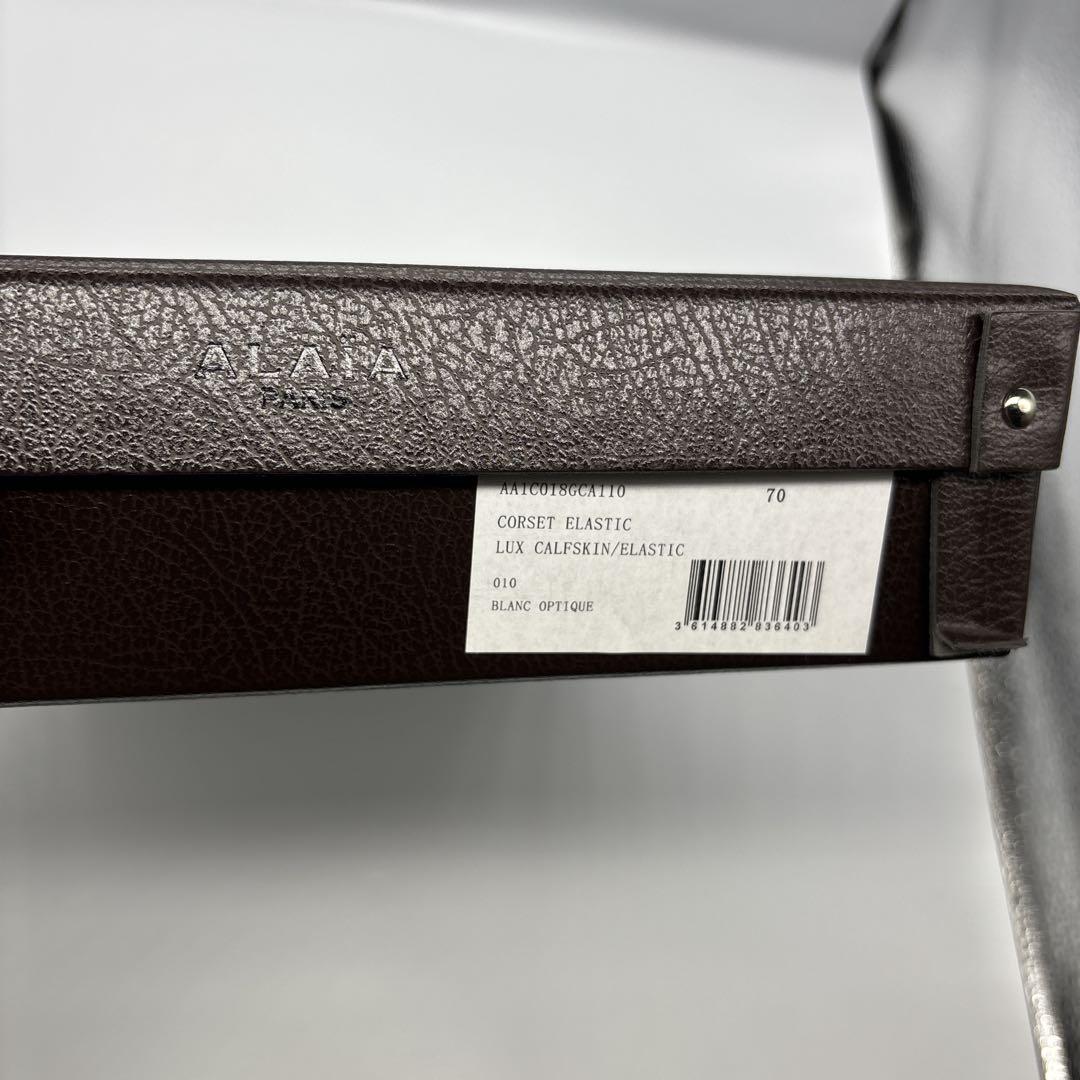 ALAÏA
PARIS
AA1C018GCA110 70
CORSET ELASTIC
LUX CALFSKIN/ELASTIC
010
BLANC OPTIQUE
3 614882 836403